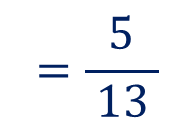 = 5/13